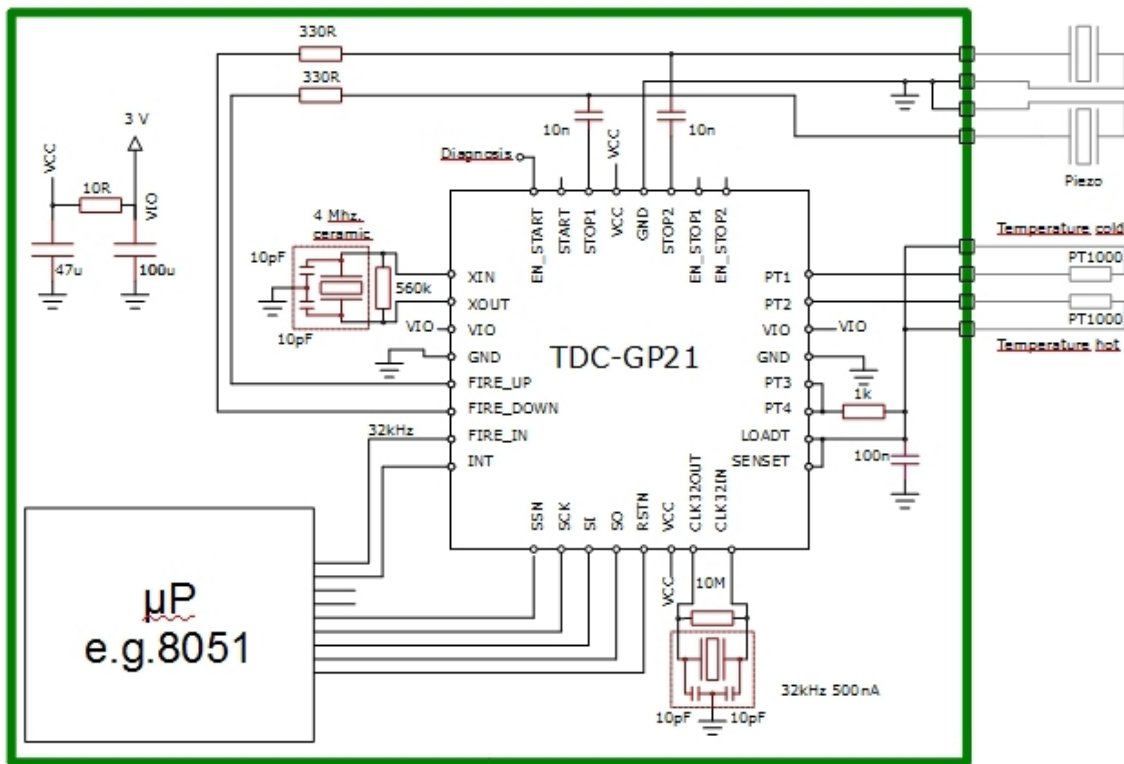 330R
330R
3 V
VCC
10R
VIO
47u
100u
10n
10n
VCC
Diagnosis
Piezo
4 Mhz,
ceramic
10pF
560k
10pF
EN_START
START
STOP1
VCC
GND
STOP2
EN_STOP1
EN_STOP2
Temperature cold
PT1000
PT1000
Temperature hot
XIN
XOUT
VIO
VIO
GND
FIRE_UP
FIRE_DOWN
FIRE_IN
INT
32kHz
TDC-GP21
PT1
PT2
VIO
VIO
GND
PT3
PT4
LOADT
SENSET
1k
100n
SSN
SCK
SI
SO
RSTN
VCC
CLK32OUT
CLK32IN
VCC
10M
µP
e.g.8051
32kHz 500nA
10pF
10pF